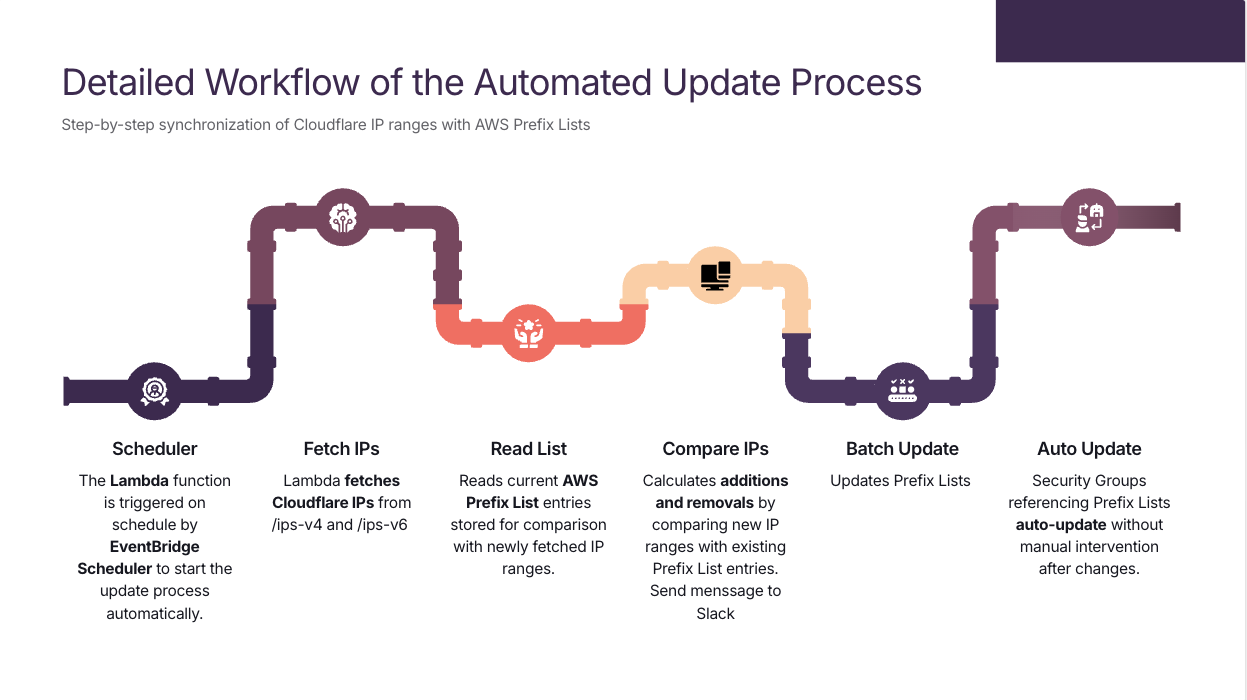 Detailed Workflow of the Automated Update Process
Step-by-step synchronization of Cloudflare IP ranges with AWS Prefix Lists
Scheduler
The Lambda function
is triggered on
schedule by
EventBridge
Scheduler to start the
update process
automatically.
Fetch IPs
Lambda fetches
Cloudflare IPs from
/ips-v4 and /ips-v6
Read List
Reads current AWS
Prefix List entries
stored for comparison
with newly fetched IP
ranges.
Compare IPs
Calculates additions
and removals by
comparing new IP
ranges with existing
Prefix List entries.
Send menssage to
Slack
Batch Update
Updates Prefix Lists
Auto Update
Security Groups
referencing Prefix Lists
auto-update without
manual intervention
after changes.